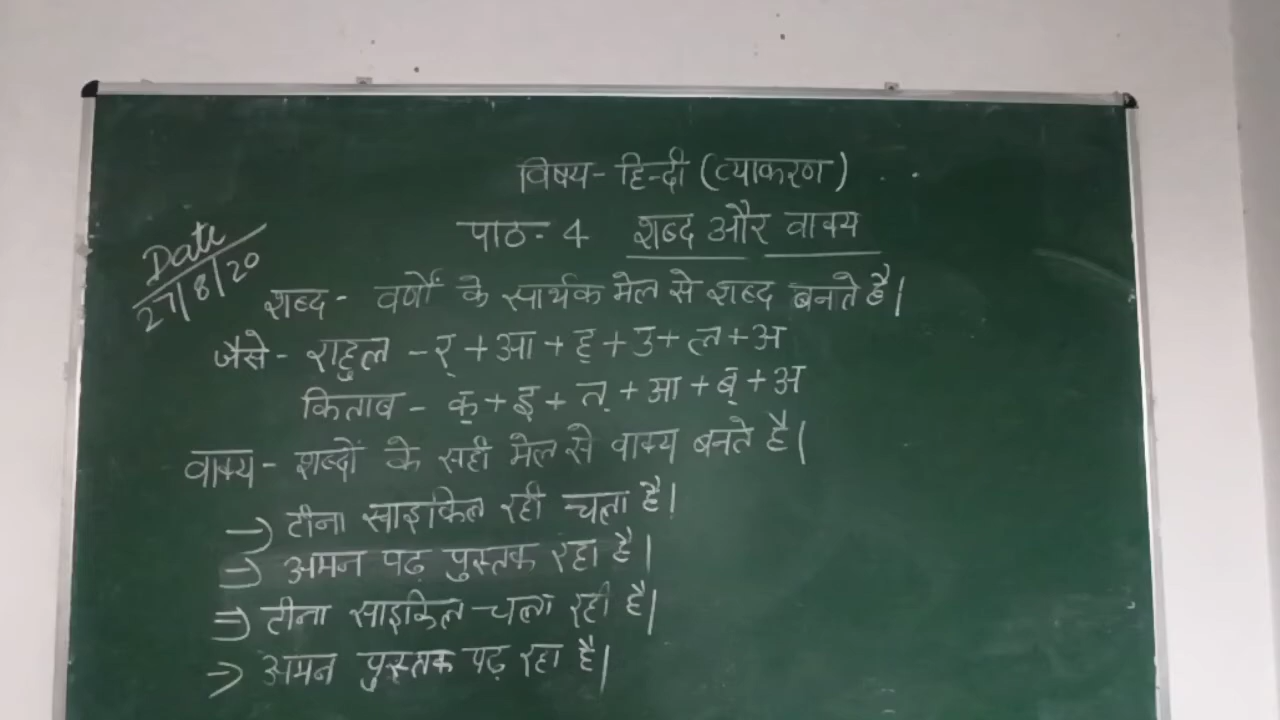 विषय- हिन्दी (व्याकरण)
पाठ- 4 शब्द और वाक्य
Date
27/8/20
शब्द - वर्णों के सार्थक मेल से शब्द बनते है।
जैसे - राहुल - र् + आ + ह् + उ + ल + अ
किताब - क् + इ + त् + आ + ब् + अ
वाक्य - शब्दों के सही मेल से वाक्य बनते है।
→ टीना साइकिल रही चला है।
⇒ अमन पढ़ पुस्तक रहा है।
⇒ टीना साइकिल चला रही है।
→ अमन पुस्तक पढ़ रहा है।